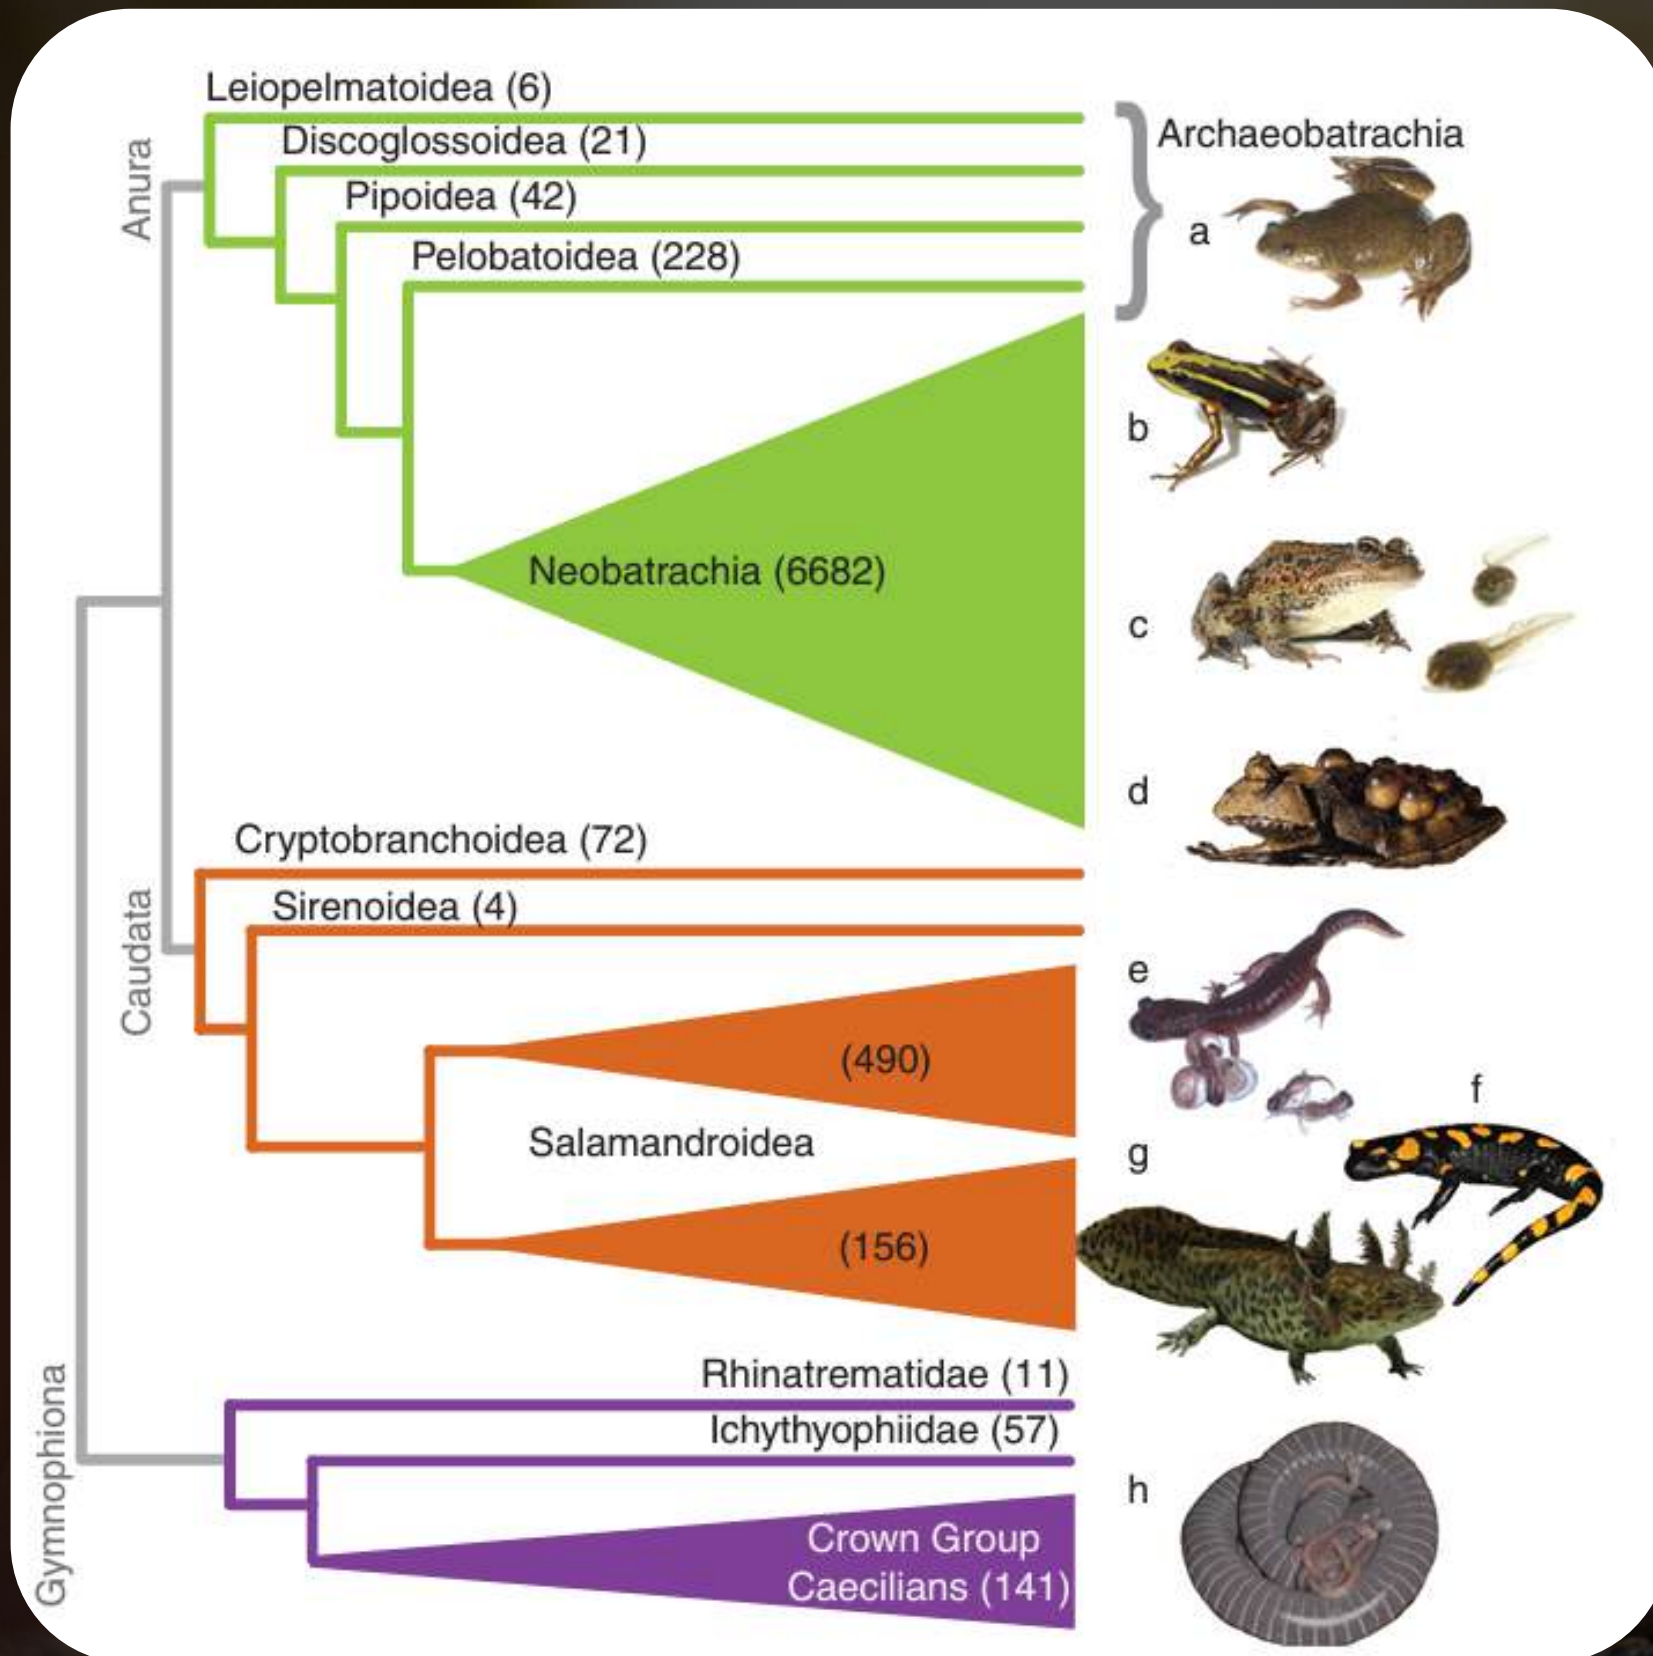 Leiopelmatoidea (6)
Discoglossoidea (21)
Archaeobatrachia
Anura
Pipoidea (42)
a
Pelobatoidea (228)
b
Neobatrachia (6682)
c
d
Cryptobranchoidea (72)
Sirenoidea (4)
Caudata
e
(490)
f
Salamandroidea
g
(156)
Rhinatrematidae (11)
Ichythyophiidae (57)
Gymnophiona
h
Crown Group
Caecilians (141)